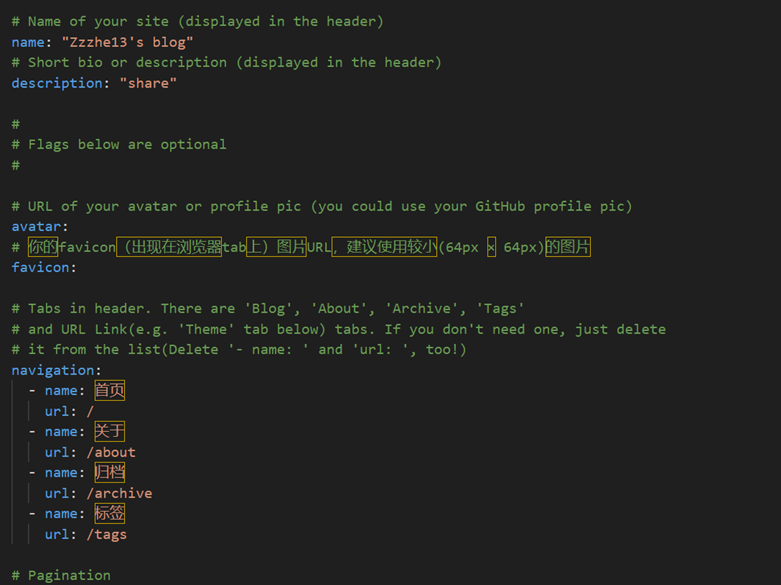 # Name of your site (displayed in the header)
name: "Zzzhe13's blog"
# Short bio or description (displayed in the header)
description: "share"
#
# Flags below are optional
#
# URL of your avatar or profile pic (you could use your GitHub profile pic)
avatar:
# 你的favicon（出现在浏览器tab上）图片URL，建议使用较小(64px × 64px)的图片
favicon:
# Tabs in header. There are 'Blog', 'About', 'Archive', 'Tags'
# and URL Link(e.g. 'Theme' tab below) tabs. If you don't need one, just delete
# it from the list(Delete '- name: ' and 'url: ', too!)
navigation:
  - name: 首页
    url: /
  - name: 关于
    url: /about
  - name: 归档
    url: /archive
  - name: 标签
    url: /tags
# Pagination